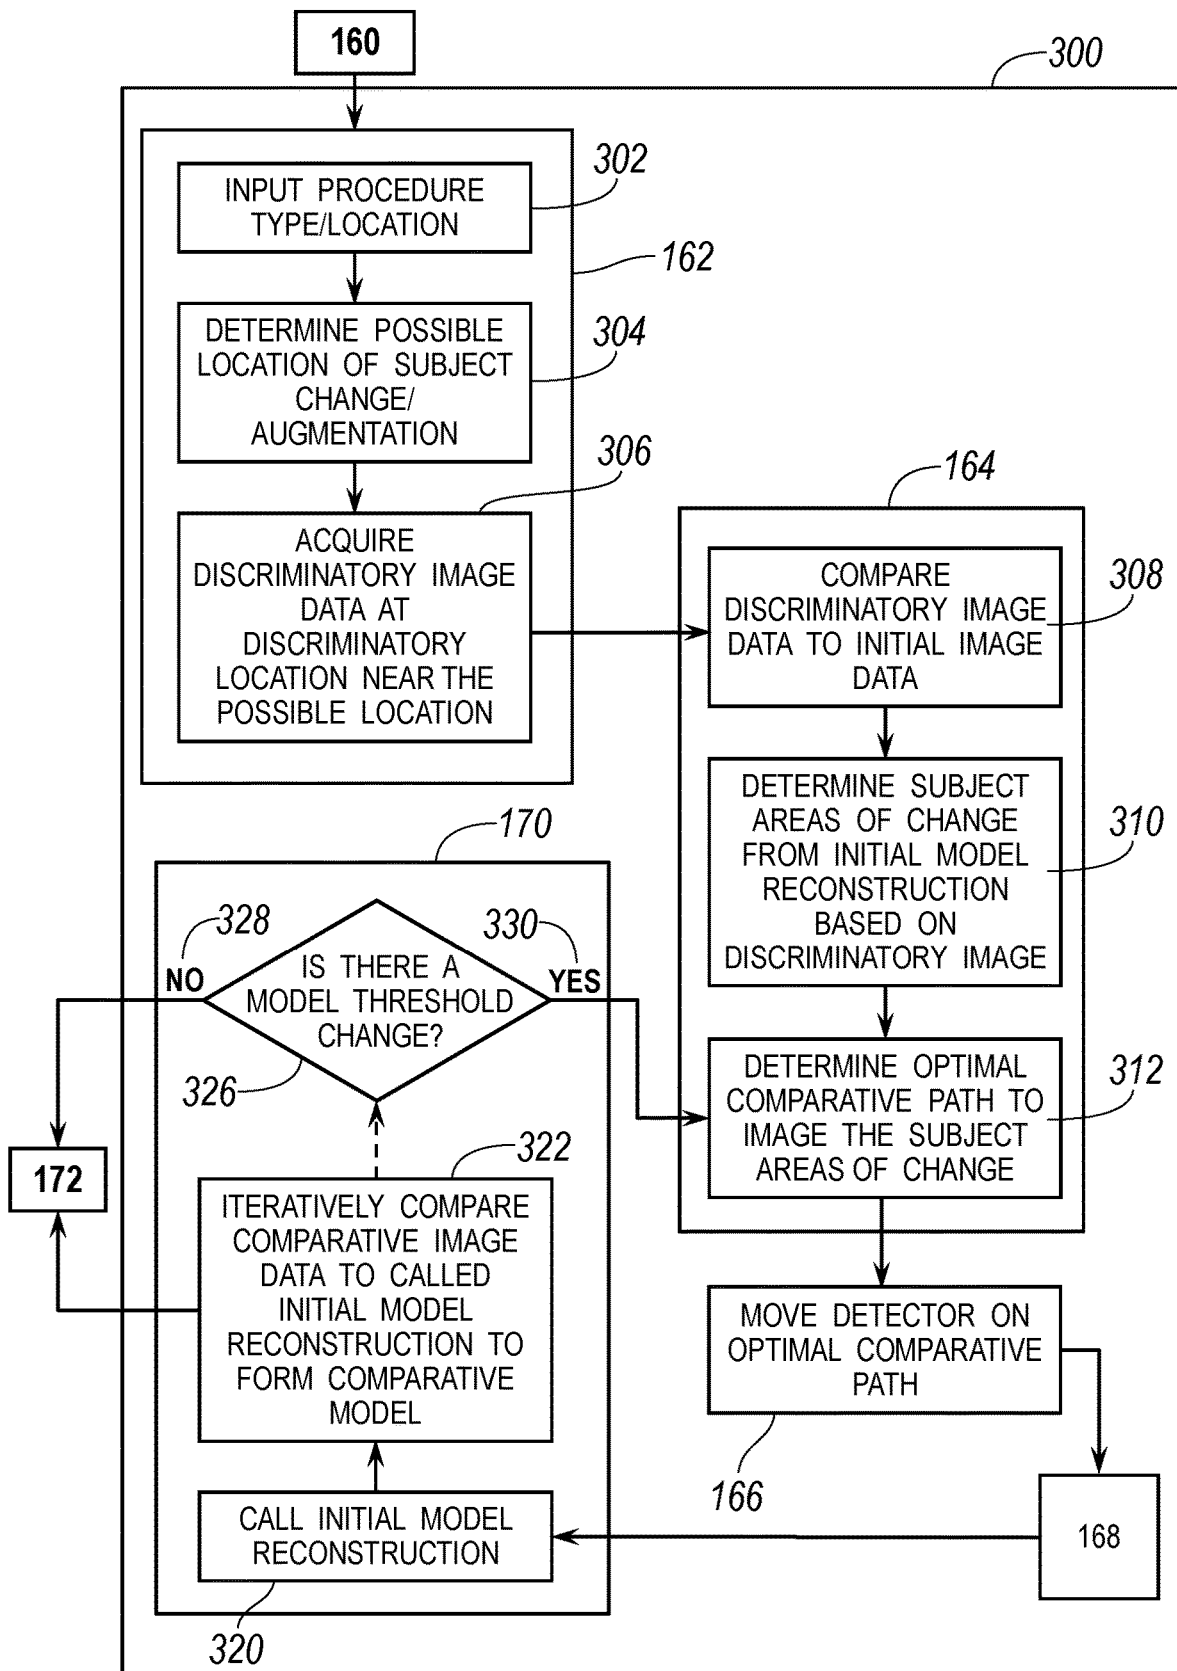 160
300
302
INPUT PROCEDURE
TYPE/LOCATION
162
DETERMINE POSSIBLE
LOCATION OF SUBJECT
CHANGE/
AUGMENTATION
304
306
ACQUIRE
DISCRIMINATORY IMAGE
DATA AT
DISCRIMINATORY
LOCATION NEAR THE
POSSIBLE LOCATION
164
COMPARE
DISCRIMINATORY IMAGE
DATA TO INITIAL IMAGE
DATA
308
DETERMINE SUBJECT
AREAS OF CHANGE
FROM INITIAL MODEL
RECONSTRUCTION
BASED ON
DISCRIMINATORY IMAGE
310
DETERMINE OPTIMAL
COMPARATIVE PATH TO
IMAGE THE SUBJECT
AREAS OF CHANGE
312
170
328
330
NO
IS THERE A
MODEL THRESHOLD
CHANGE?
YES
326
322
172
ITERATIVELY COMPARE
COMPARATIVE IMAGE
DATA TO CALLED
INITIAL MODEL
RECONSTRUCTION TO
FORM COMPARATIVE
MODEL
MOVE DETECTOR ON
OPTIMAL COMPARATIVE
PATH
166
168
CALL INITIAL MODEL
RECONSTRUCTION
320